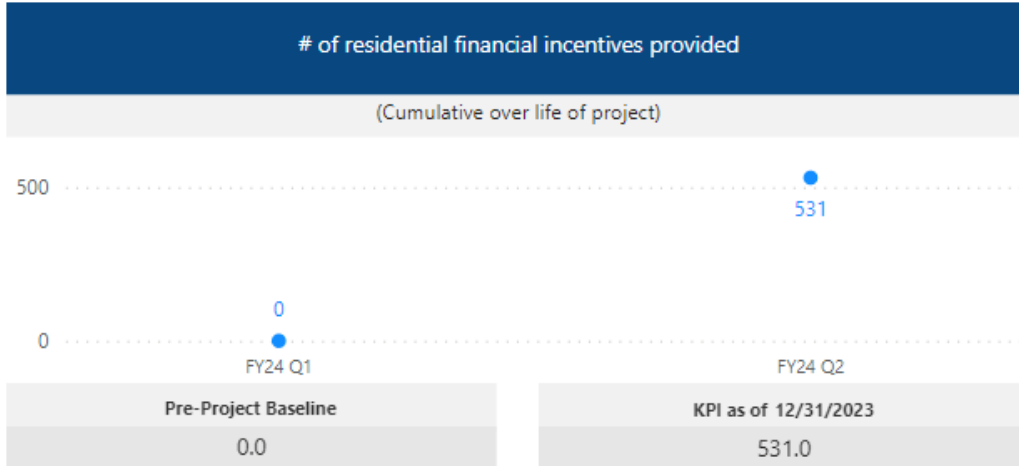 # of residential financial incentives provided
(Cumulative over life of project)
500
531
0
0
FY24 Q1 FY24 Q2
Pre-Project Baseline KPI as of 12/31/2023
0.0 531.0